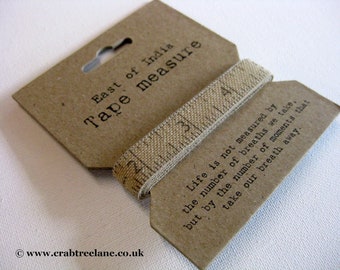 East of India
Tape measure
2 3 4
Life is not measured by
the number of breaths we take,
but by the number of moments that
take our breath away.
www.crabtreelane.co.uk